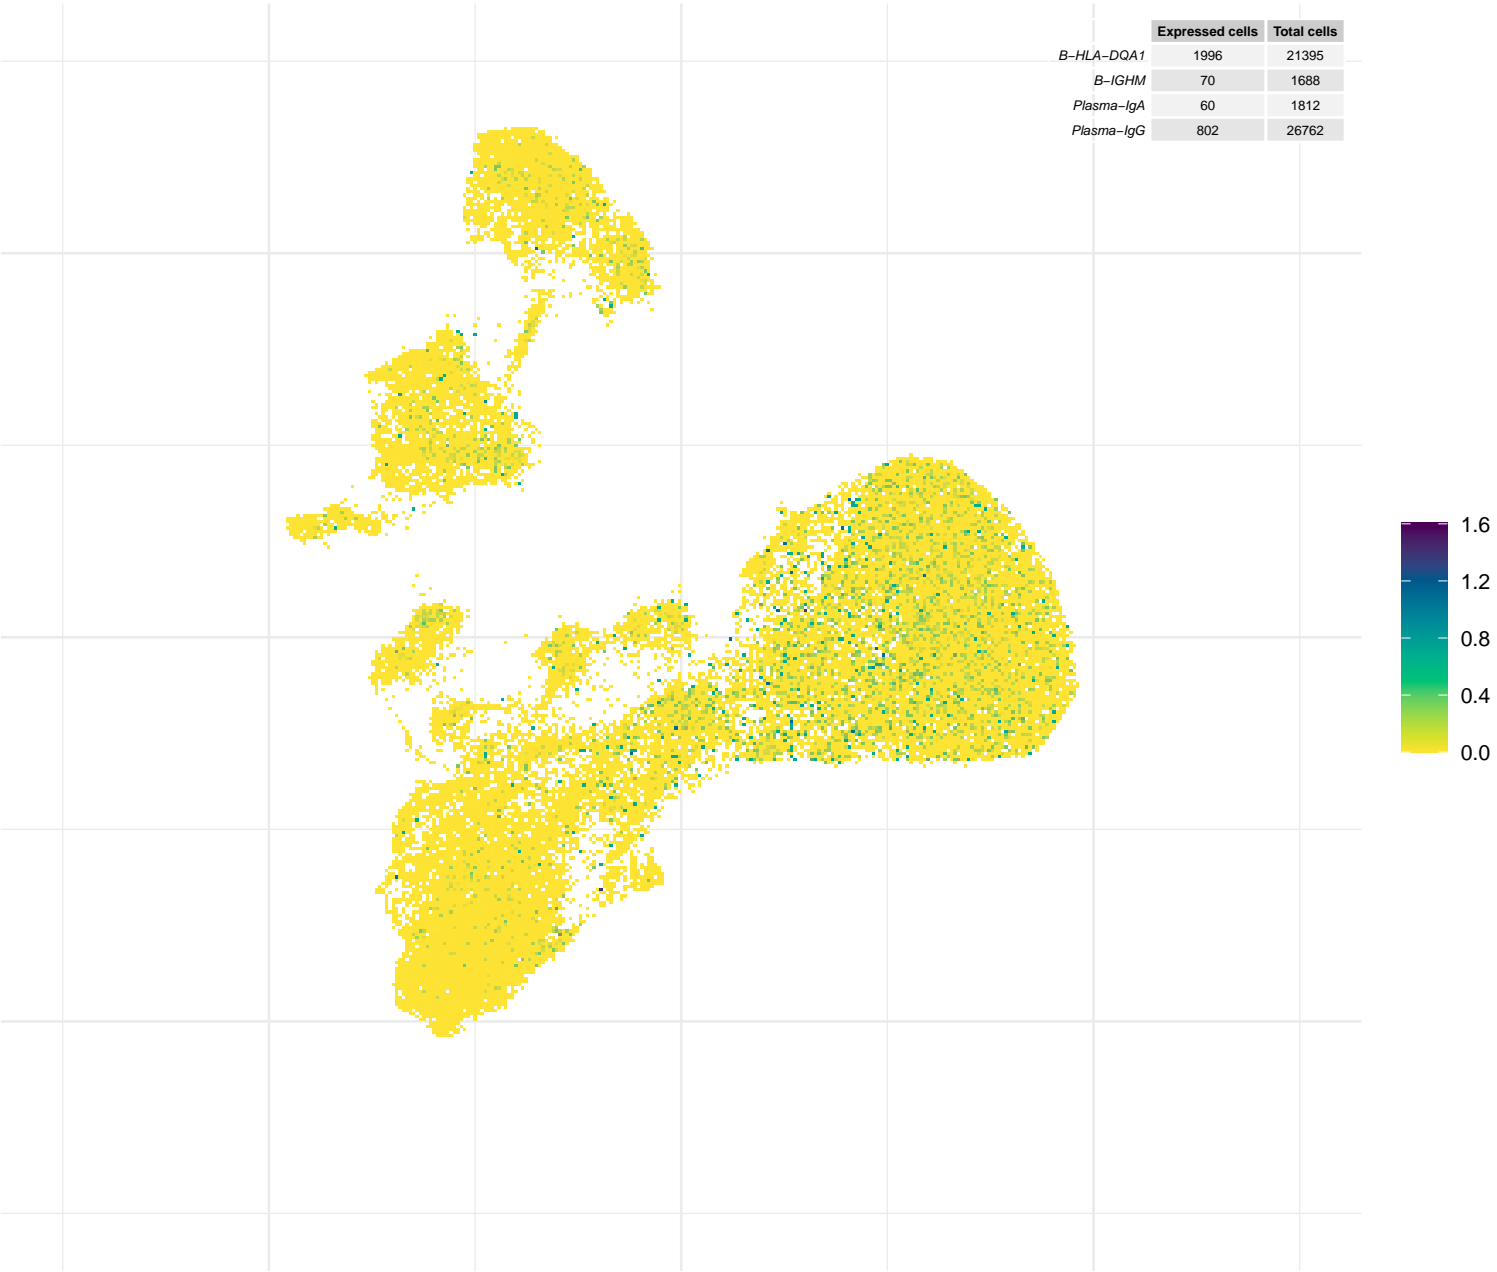 Expressed cells Total cells
B−HLA−DQA1 1996 21395
B−IGHM 70 1688
Plasma−IgA 60 1812
Plasma−IgG 802 26762
1.6
1.2
0.8
0.4
0.0